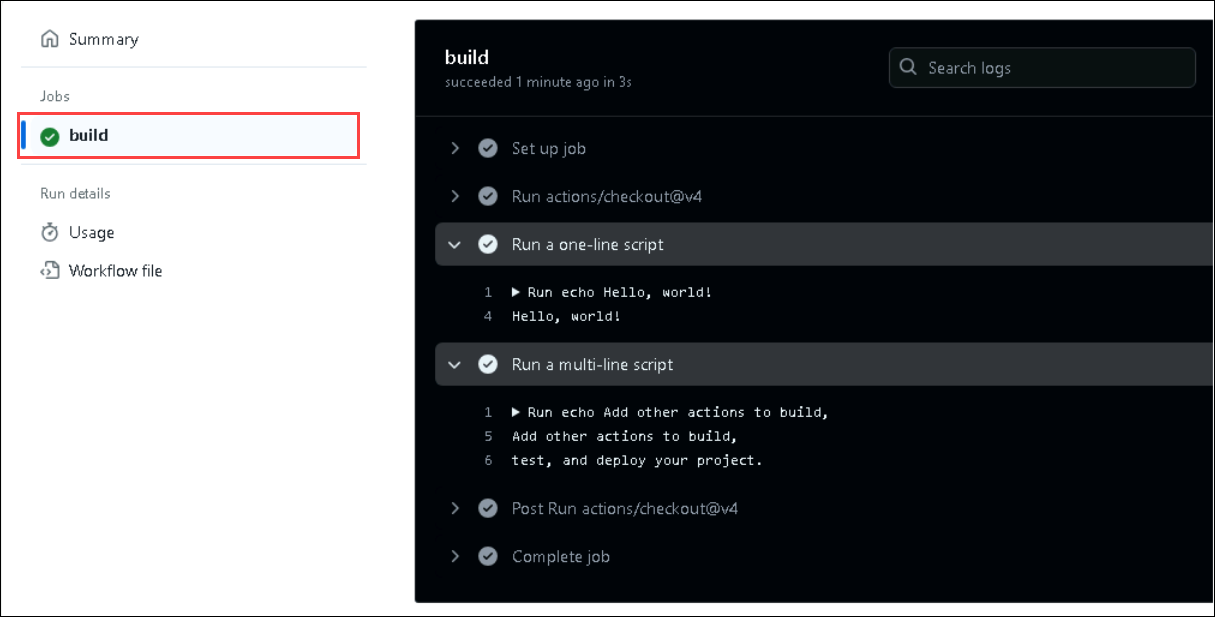 Summary
Jobs
build
Run details
Usage
Workflow file
build
succeeded 1 minute ago in 3s
Search logs
Set up job
Run actions/checkout@v4
Run a one-line script
1 ▶ Run echo Hello, world!
4 Hello, world!
Run a multi-line script
1 ▶ Run echo Add other actions to build,
5 Add other actions to build,
6 test, and deploy your project.
Post Run actions/checkout@v4
Complete job